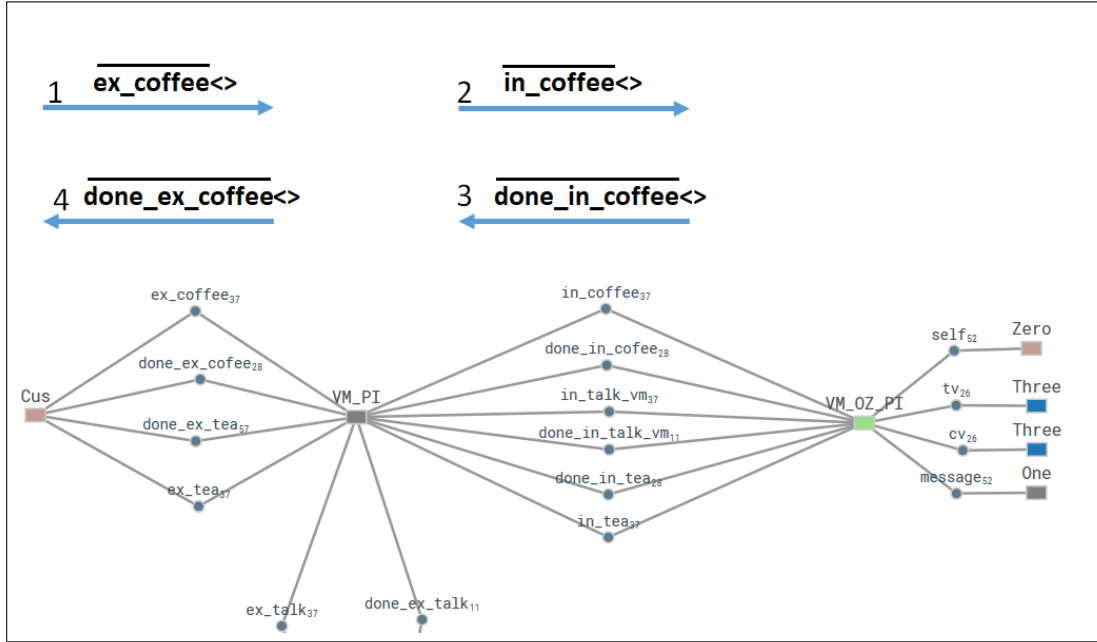 1 ex_coffee<>
2 in_coffee<>
4 done_ex_coffee<>
3 done_in_coffee<>
ex_coffee₃₇
in_coffee₃₇
done_ex_cofee₂₈
done_in_cofee₂₈
self₅₂
Zero
Cus
VM_PI
in_talk_vm₃₇
VM_OZ_PI
tv₂₆
Three
done_ex_tea₅₇
done_in_talk_vm₁₁
cv₂₆
Three
ex_tea₃₇
done_in_tea₂₈
message₅₂
One
in_tea₃₇
ex_talk₃₇
done_ex_talk₁₁